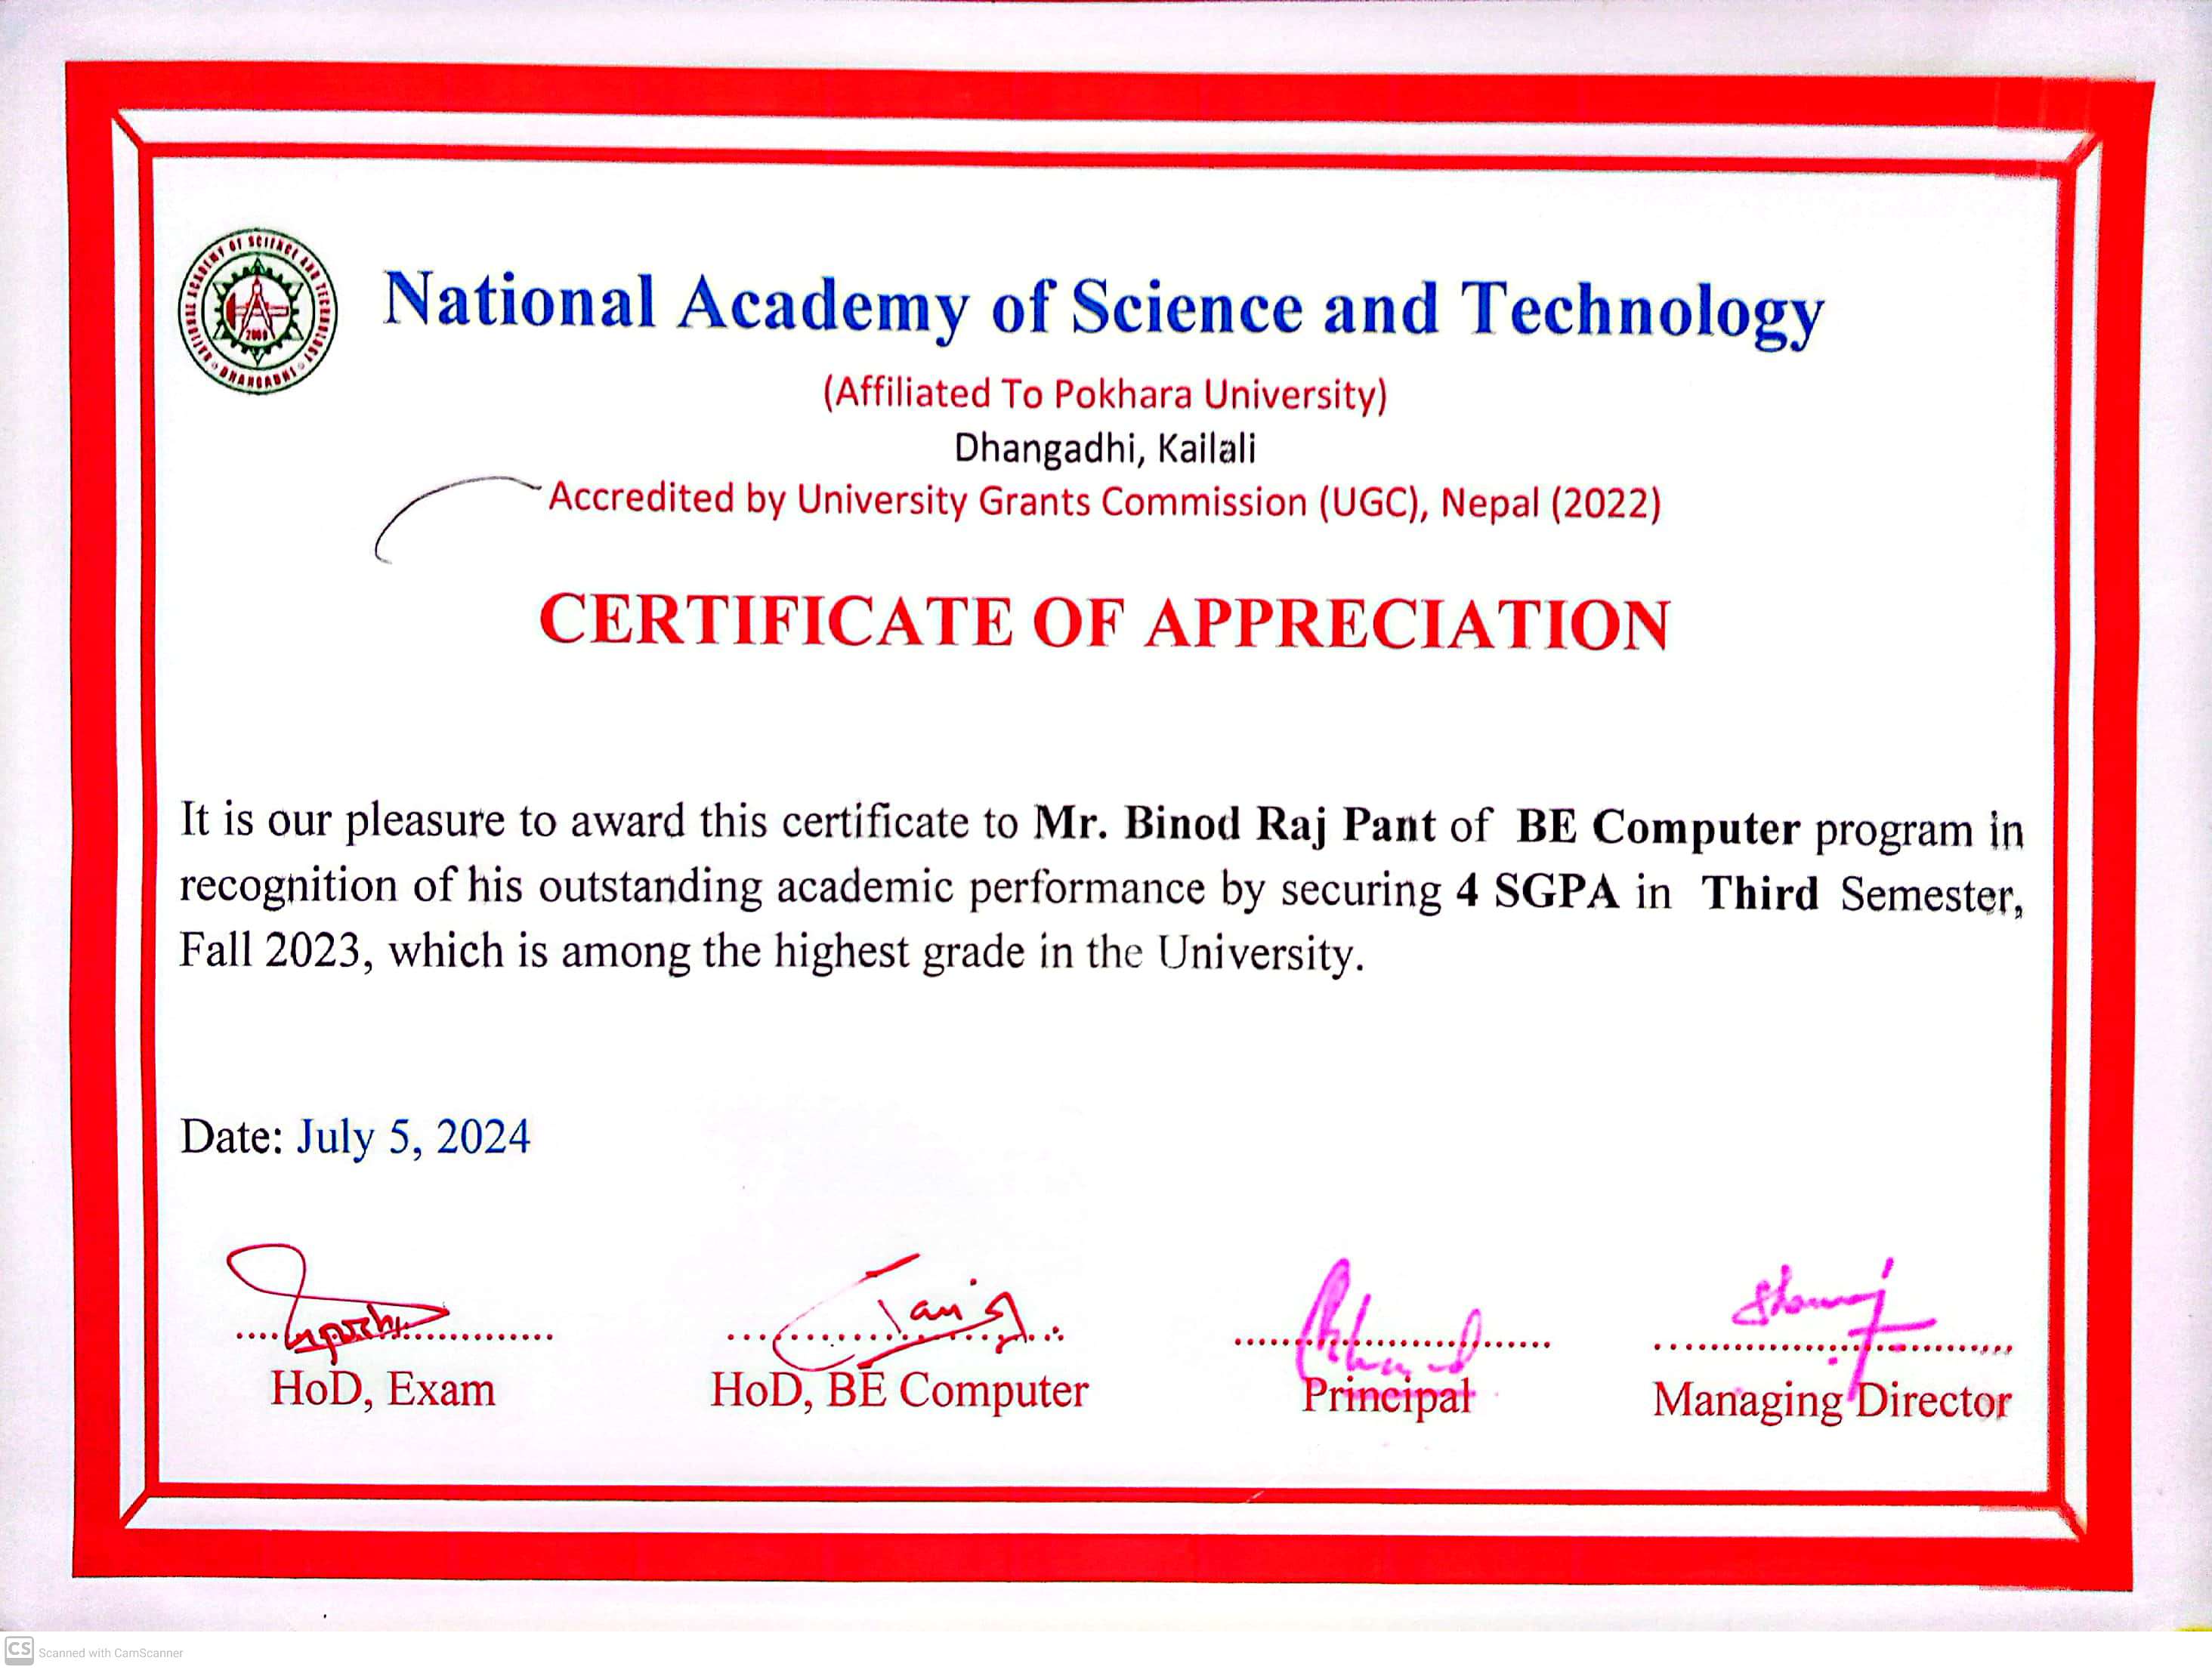 NATIONAL ACADEMY OF SCIENCE AND TECHNOLOGY
2000
DHANGADHI
National Academy of Science and Technology
(Affiliated To Pokhara University)
Dhangadhi, Kailali
Accredited by University Grants Commission (UGC), Nepal (2022)
CERTIFICATE OF APPRECIATION
It is our pleasure to award this certificate to Mr. Binod Raj Pant of BE Computer program in
recognition of his outstanding academic performance by securing 4 SGPA in Third Semester,
Fall 2023, which is among the highest grade in the University.
Date: July 5, 2024
HoD, Exam
HoD, BE Computer
Principal
Managing Director
CS Scanned with CamScanner